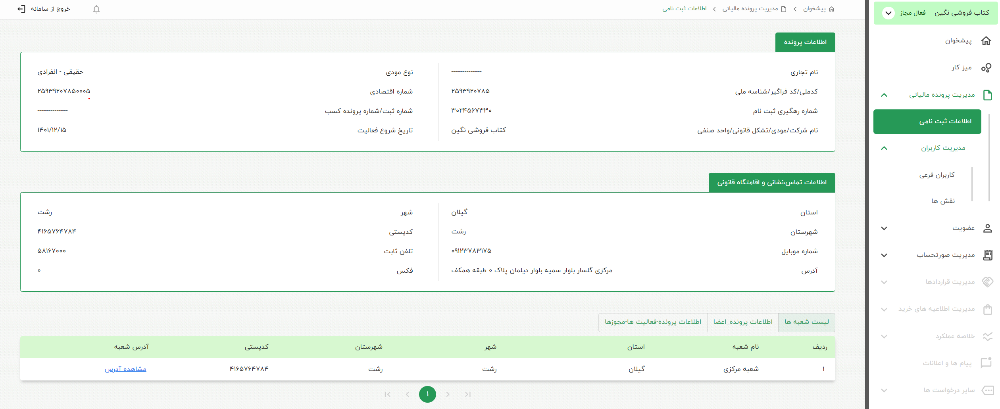 کتاب فروشی نگین فعال مجاز
پیشخوان
میز کار
مدیریت پرونده مالیاتی
اطلاعات ثبت نامی
مدیریت کاربران
کاربران فرعی
نقش ها
عضویت
مدیریت صورتحساب
مدیریت قراردادها
مدیریت اطلاعیه های خرید
خلاصه عملکرد
پیام ها و اعلانات
سایر درخواست ها
پیشخوان مدیریت پرونده مالیاتی اطلاعات ثبت نامی خروج از سامانه
اطلاعات پرونده
نام تجاری ---------------- نوع مودی حقیقی - انفرادی
کدملی/کد فراگیر/شناسه ملی ۲۵۹۳۹۲۰۷۸۵ شماره اقتصادی ۲۵۹۳۹۲۰۷۸۵۰۰۰۵
شماره رهگیری ثبت نام ۳۰۲۴۵۶۷۳۳۰ شماره ثبت/شماره پرونده کسب ----------------
نام شرکت/مودی/تشکل قانونی/واحد صنفی کتاب فروشی نگین تاریخ شروع فعالیت ۱۴۰۱/۱۲/۱۵
اطلاعات تماس،نشانی و اقامتگاه قانونی
استان گیلان شهر رشت
شهرستان رشت کدپستی ۴۱۶۵۷۶۴۷۸۴
شماره موبایل ۰۹۱۲۳۷۸۳۱۷۵ تلفن ثابت ۵۸۱۶۷۰۰۰
آدرس مرکزی گلسار بلوار سمیه بلوار دیلمان پلاک ۰ طبقه همکف فکس ۰
لیست شعبه ها اطلاعات پرونده_اعضا اطلاعات پرونده-فعالیت ها-مجوزها
ردیف نام شعبه استان شهر شهرستان کدپستی آدرس شعبه
۱ شعبه مرکزی گیلان رشت رشت ۴۱۶۵۷۶۴۷۸۴ مشاهده آدرس
۱